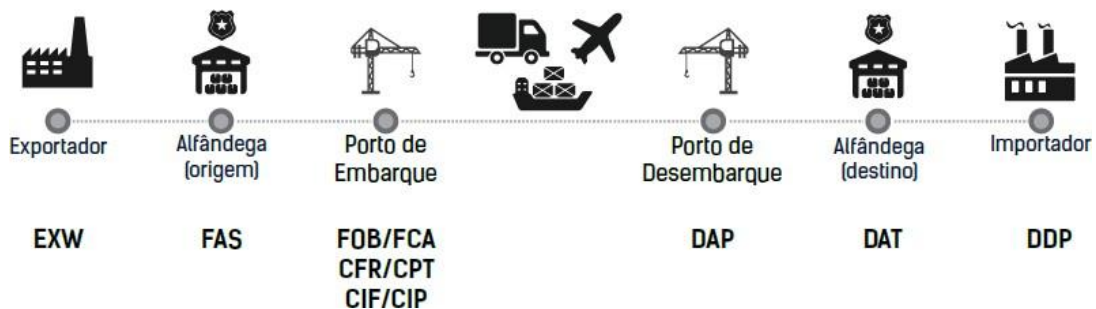 Exportador
Alfândega
(origem)
Porto de
Embarque
Porto de
Desembarque
Alfândega
(destino)
Importador
EXW
FAS
FOB/FCA
CFR/CPT
CIF/CIP
DAP
DAT
DDP